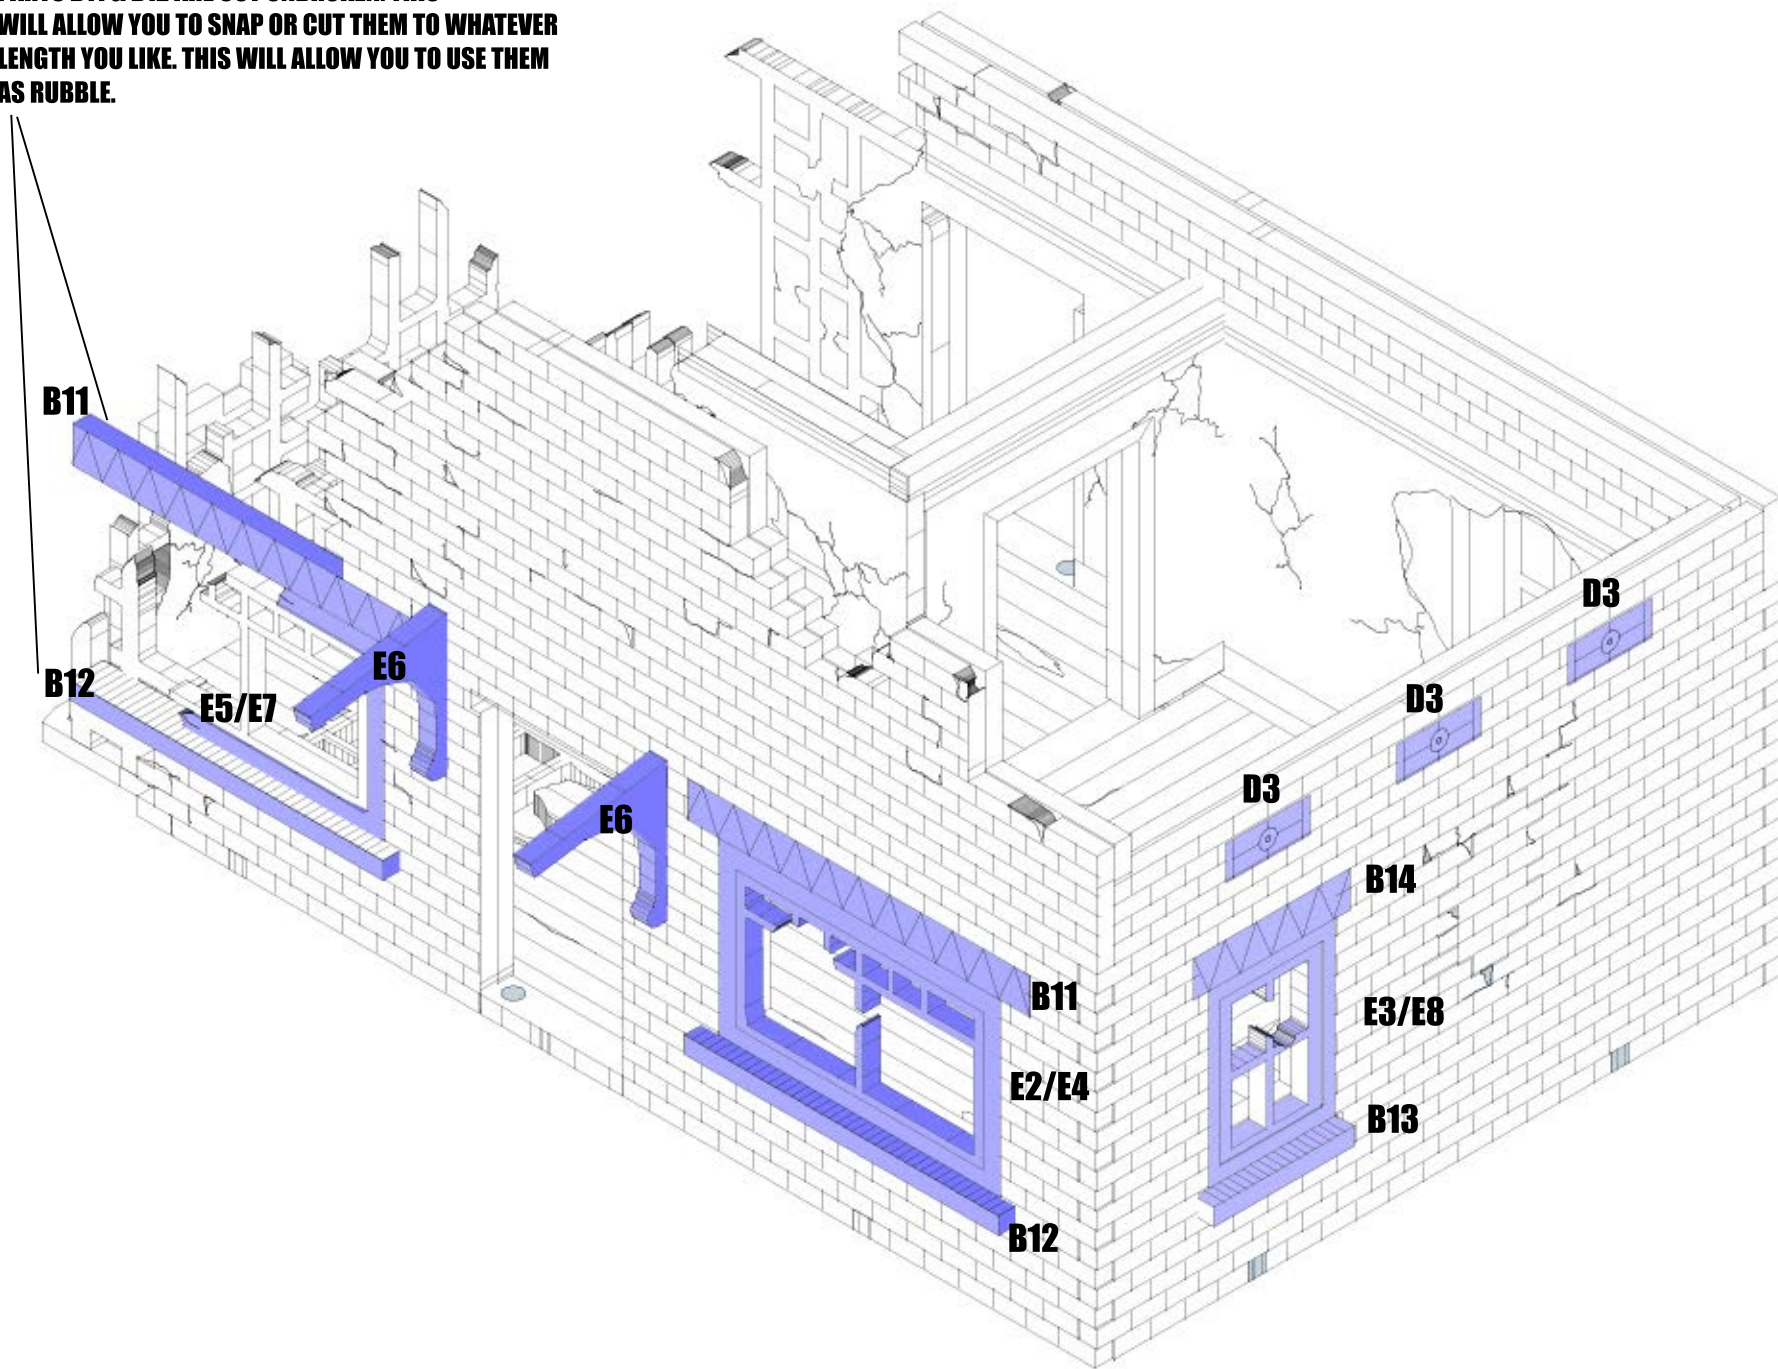 WILL ALLOW YOU TO SNAP OR CUT THEM TO WHATEVER
LENGTH YOU LIKE. THIS WILL ALLOW YOU TO USE THEM
AS RUBBLE.
B11
E6
B12
E5/E7
E6
D3
D3
D3
B14
B11
E3/E8
E2/E4
B13
B12